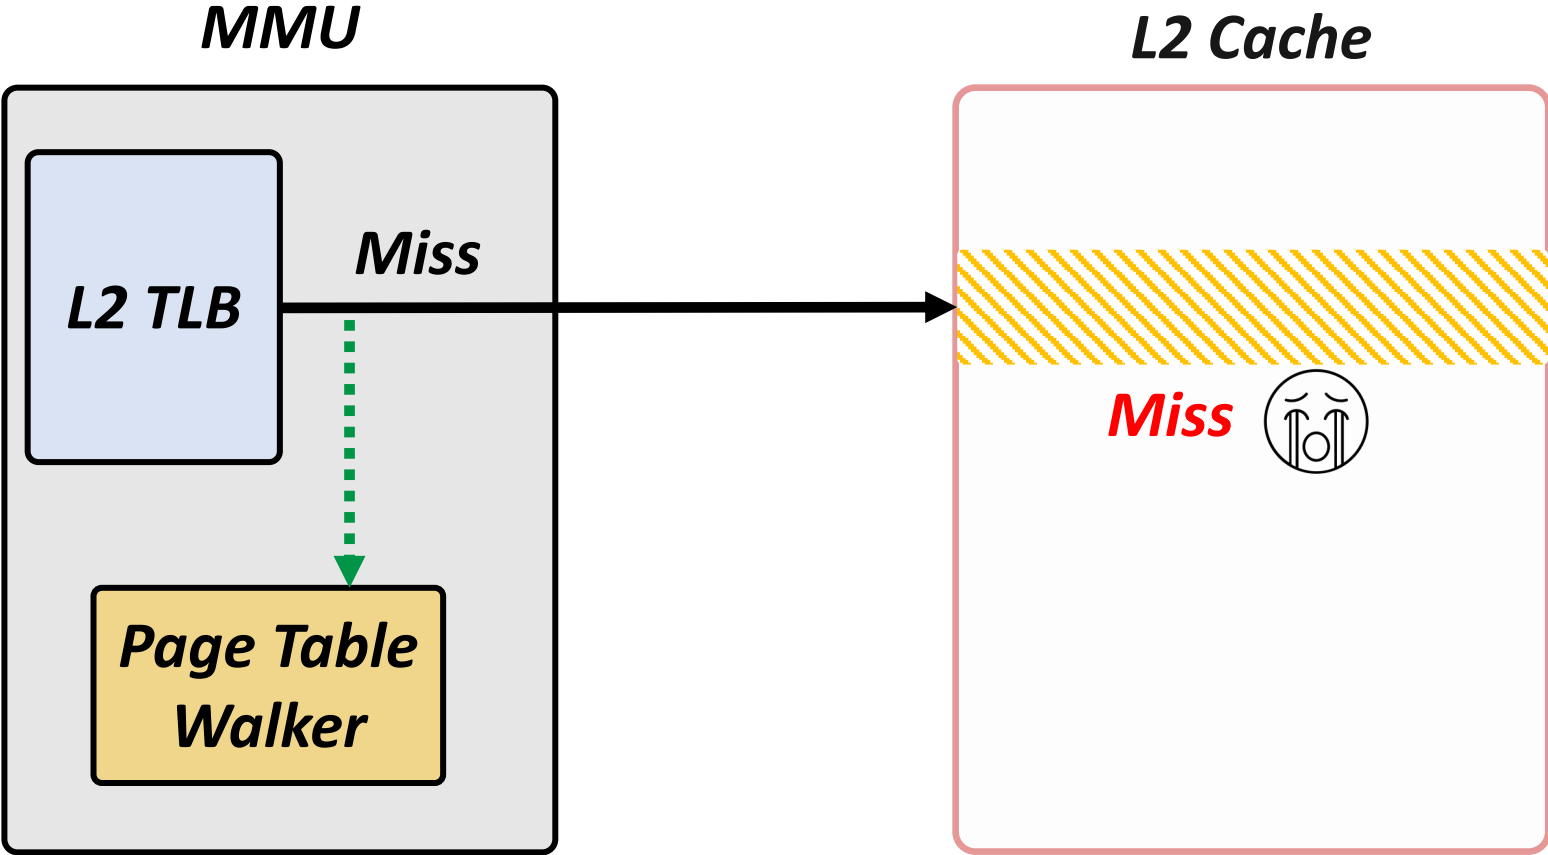 MMU
L2 Cache
Miss
L2 TLB
Miss
Page Table
Walker